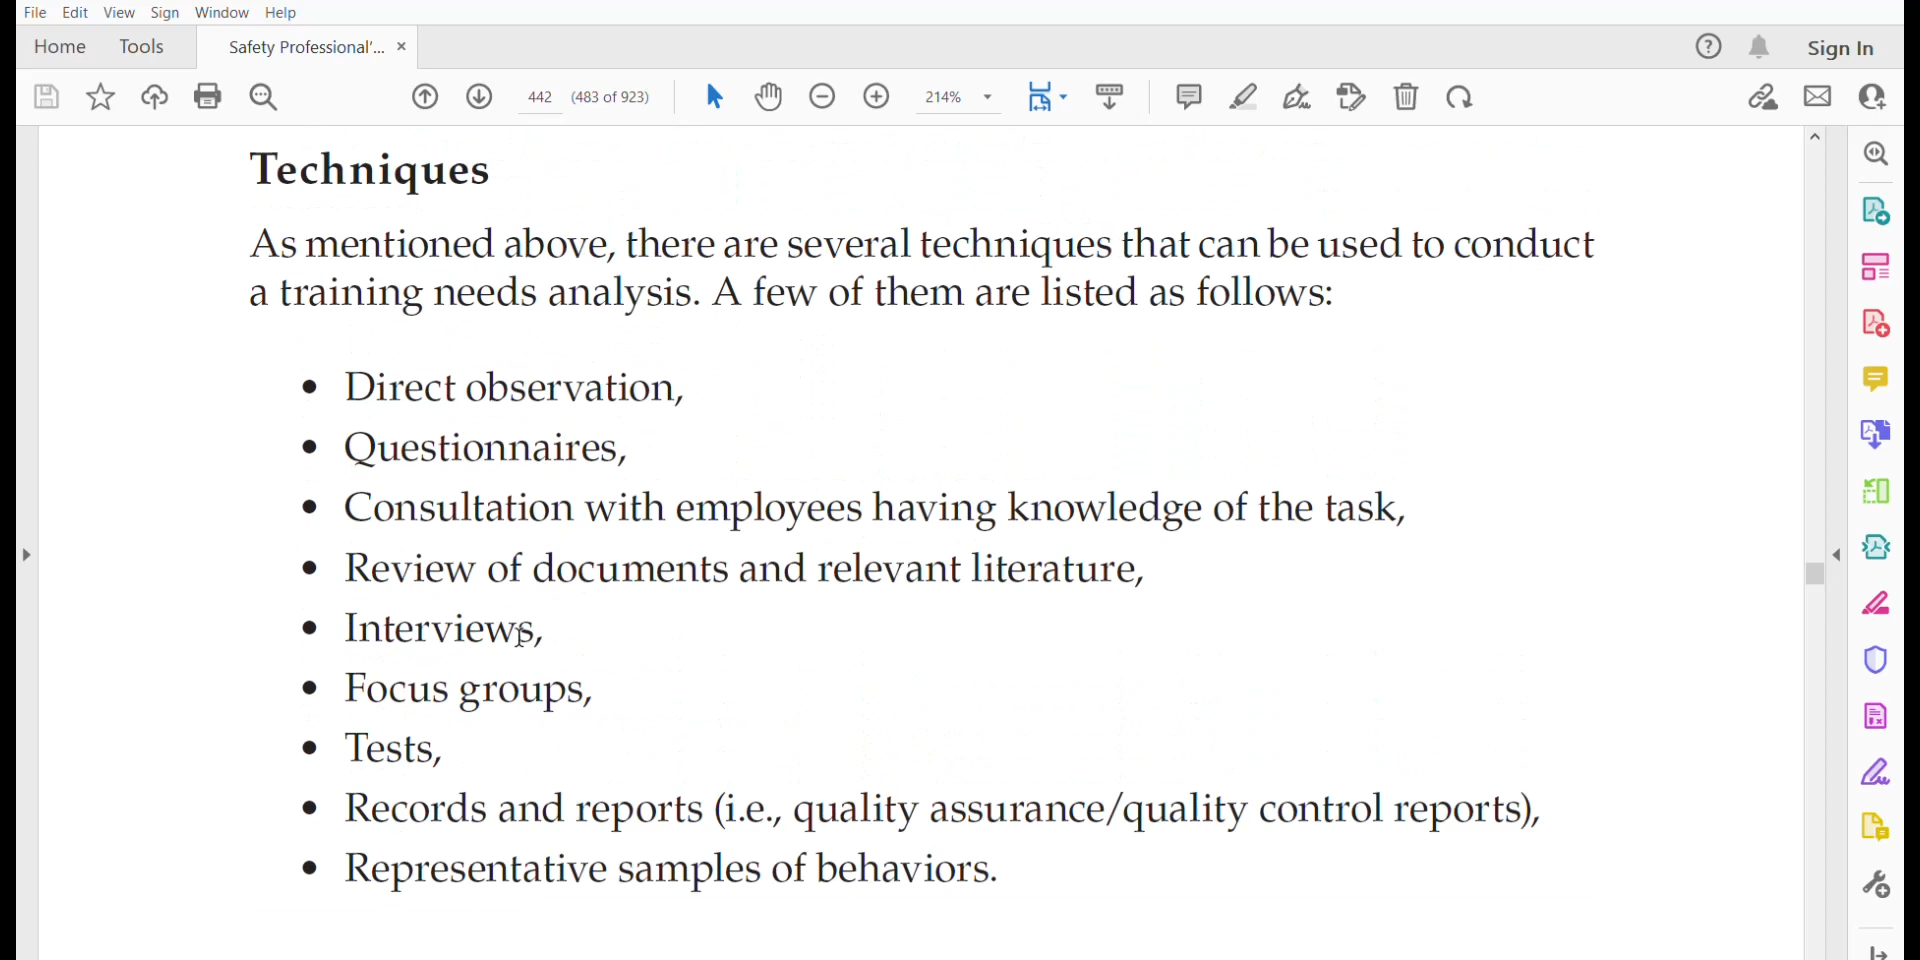 File Edit View Sign Window Help
Home Tools Safety Professional'... × Sign In
442 (483 of 923) 214%
Techniques
As mentioned above, there are several techniques that can be used to conduct
a training needs analysis. A few of them are listed as follows:
• Direct observation,
• Questionnaires,
• Consultation with employees having knowledge of the task,
• Review of documents and relevant literature,
• Interviews,
• Focus groups,
• Tests,
• Records and reports (i.e., quality assurance/quality control reports),
• Representative samples of behaviors.